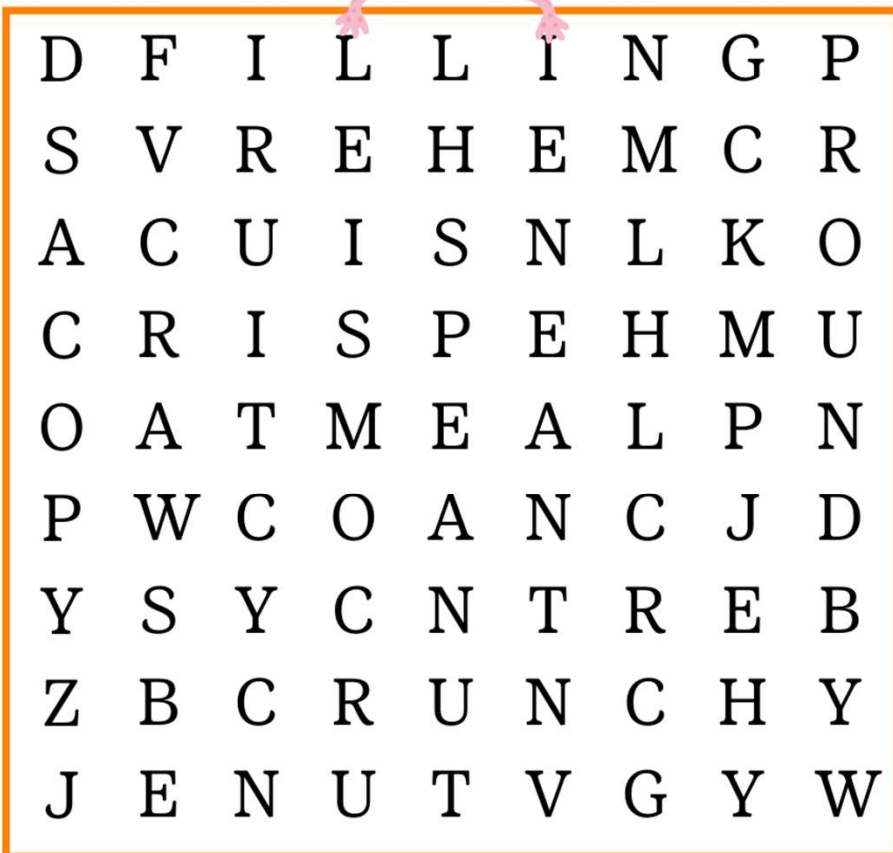 D F I L L I N G P
S V R E H E M C R
A C U I S N L K O
C R I S P E H M U
O A T M E A L P N
P W C O A N C J D
Y S Y C N T R E B
Z B C R U N C H Y
J E N U T V G Y W